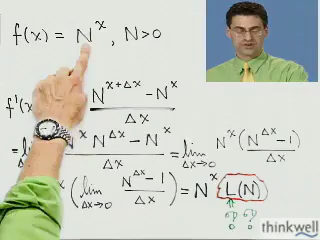 f(x) = N^x, N>0
f'(x) N^(x+Δx) - N^x / Δx
= N^x N^Δx - N^x / Δx = lim Δx→0 N^x (N^Δx - 1 / Δx)
x (lim Δx→0 N^Δx - 1 / Δx) = N^x L(N)
thinkwell